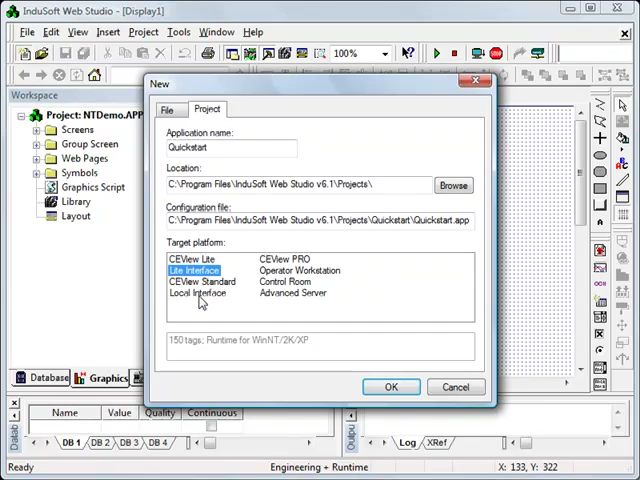 InduSoft Web Studio - [Display1]
File Edit View Insert Project Tools Window Help
100%
Workspace
Project: NTDemo.APP
Screens
Group Screen
Web Pages
Symbols
Graphics Script
Library
Layout
Database
Graphics
New
File Project
Application name:
Quickstart
Location:
C:\Program Files\InduSoft Web Studio v6.1\Projects\
Browse
Configuration file:
C:\Program Files\InduSoft Web Studio v6.1\Projects\Quickstart\Quickstart.app
Target platform:
CEView Lite CEView PRO
Lite Interface Operator Workstation
CEView Standard Control Room
Local Interface Advanced Server
150 tags; Runtime for WinNT/2K/XP
OK Cancel
Name Value Quality Continuous
Datab
DB 1 DB 2 DB 3 DB 4
Outpu
Log XRef
Ready Engineering + Runtime X: 133, Y: 322